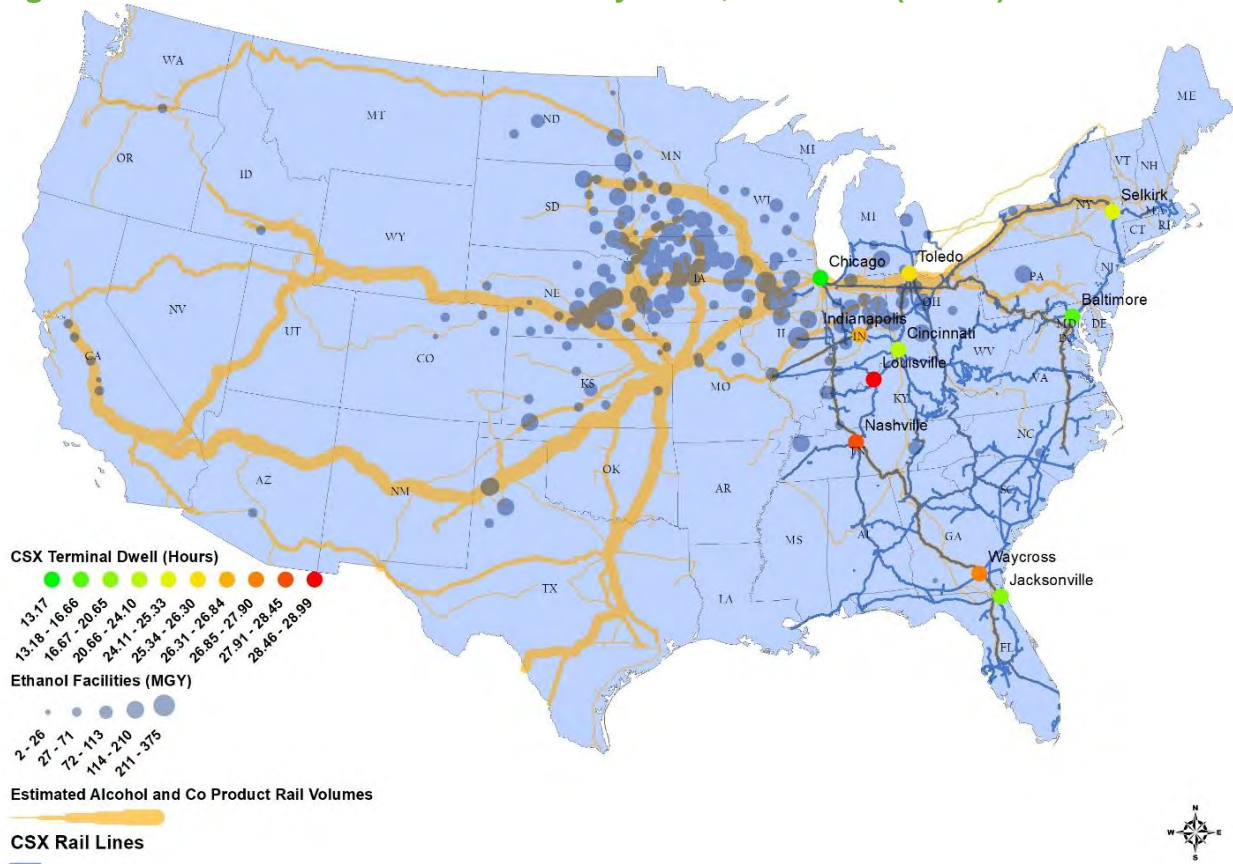 WA
ME
MT
ND
OR
MN
VT
NH
MI
ID
SD
WI
Selkirk
NY
MA
WY
MI
CT
RI
Toledo
Chicago
IA
PA
NE
NJ
NV
OH
Baltimore
UT
Indianapolis
MD
DE
IL
IN
Cincinnati
DC
CA
CO
WV
Louisville
KS
MO
VA
KY
Nashville
NC
TN
OK
AZ
NM
AR
SC
MS
AL
GA
Waycross
CSX Terminal Dwell (Hours)
Jacksonville
TX
LA
13.17
13.18 - 16.66
16.67 - 20.65
20.66 - 24.10
24.11 - 25.33
25.34 - 26.30
26.31 - 26.84
26.85 - 27.90
27.91 - 28.45
28.46 - 28.99
FL
Ethanol Facilities (MGY)
2 - 26
27 - 71
72 - 113
114 - 210
211 - 375
Estimated Alcohol and Co Product Rail Volumes
CSX Rail Lines
N
W
E
S